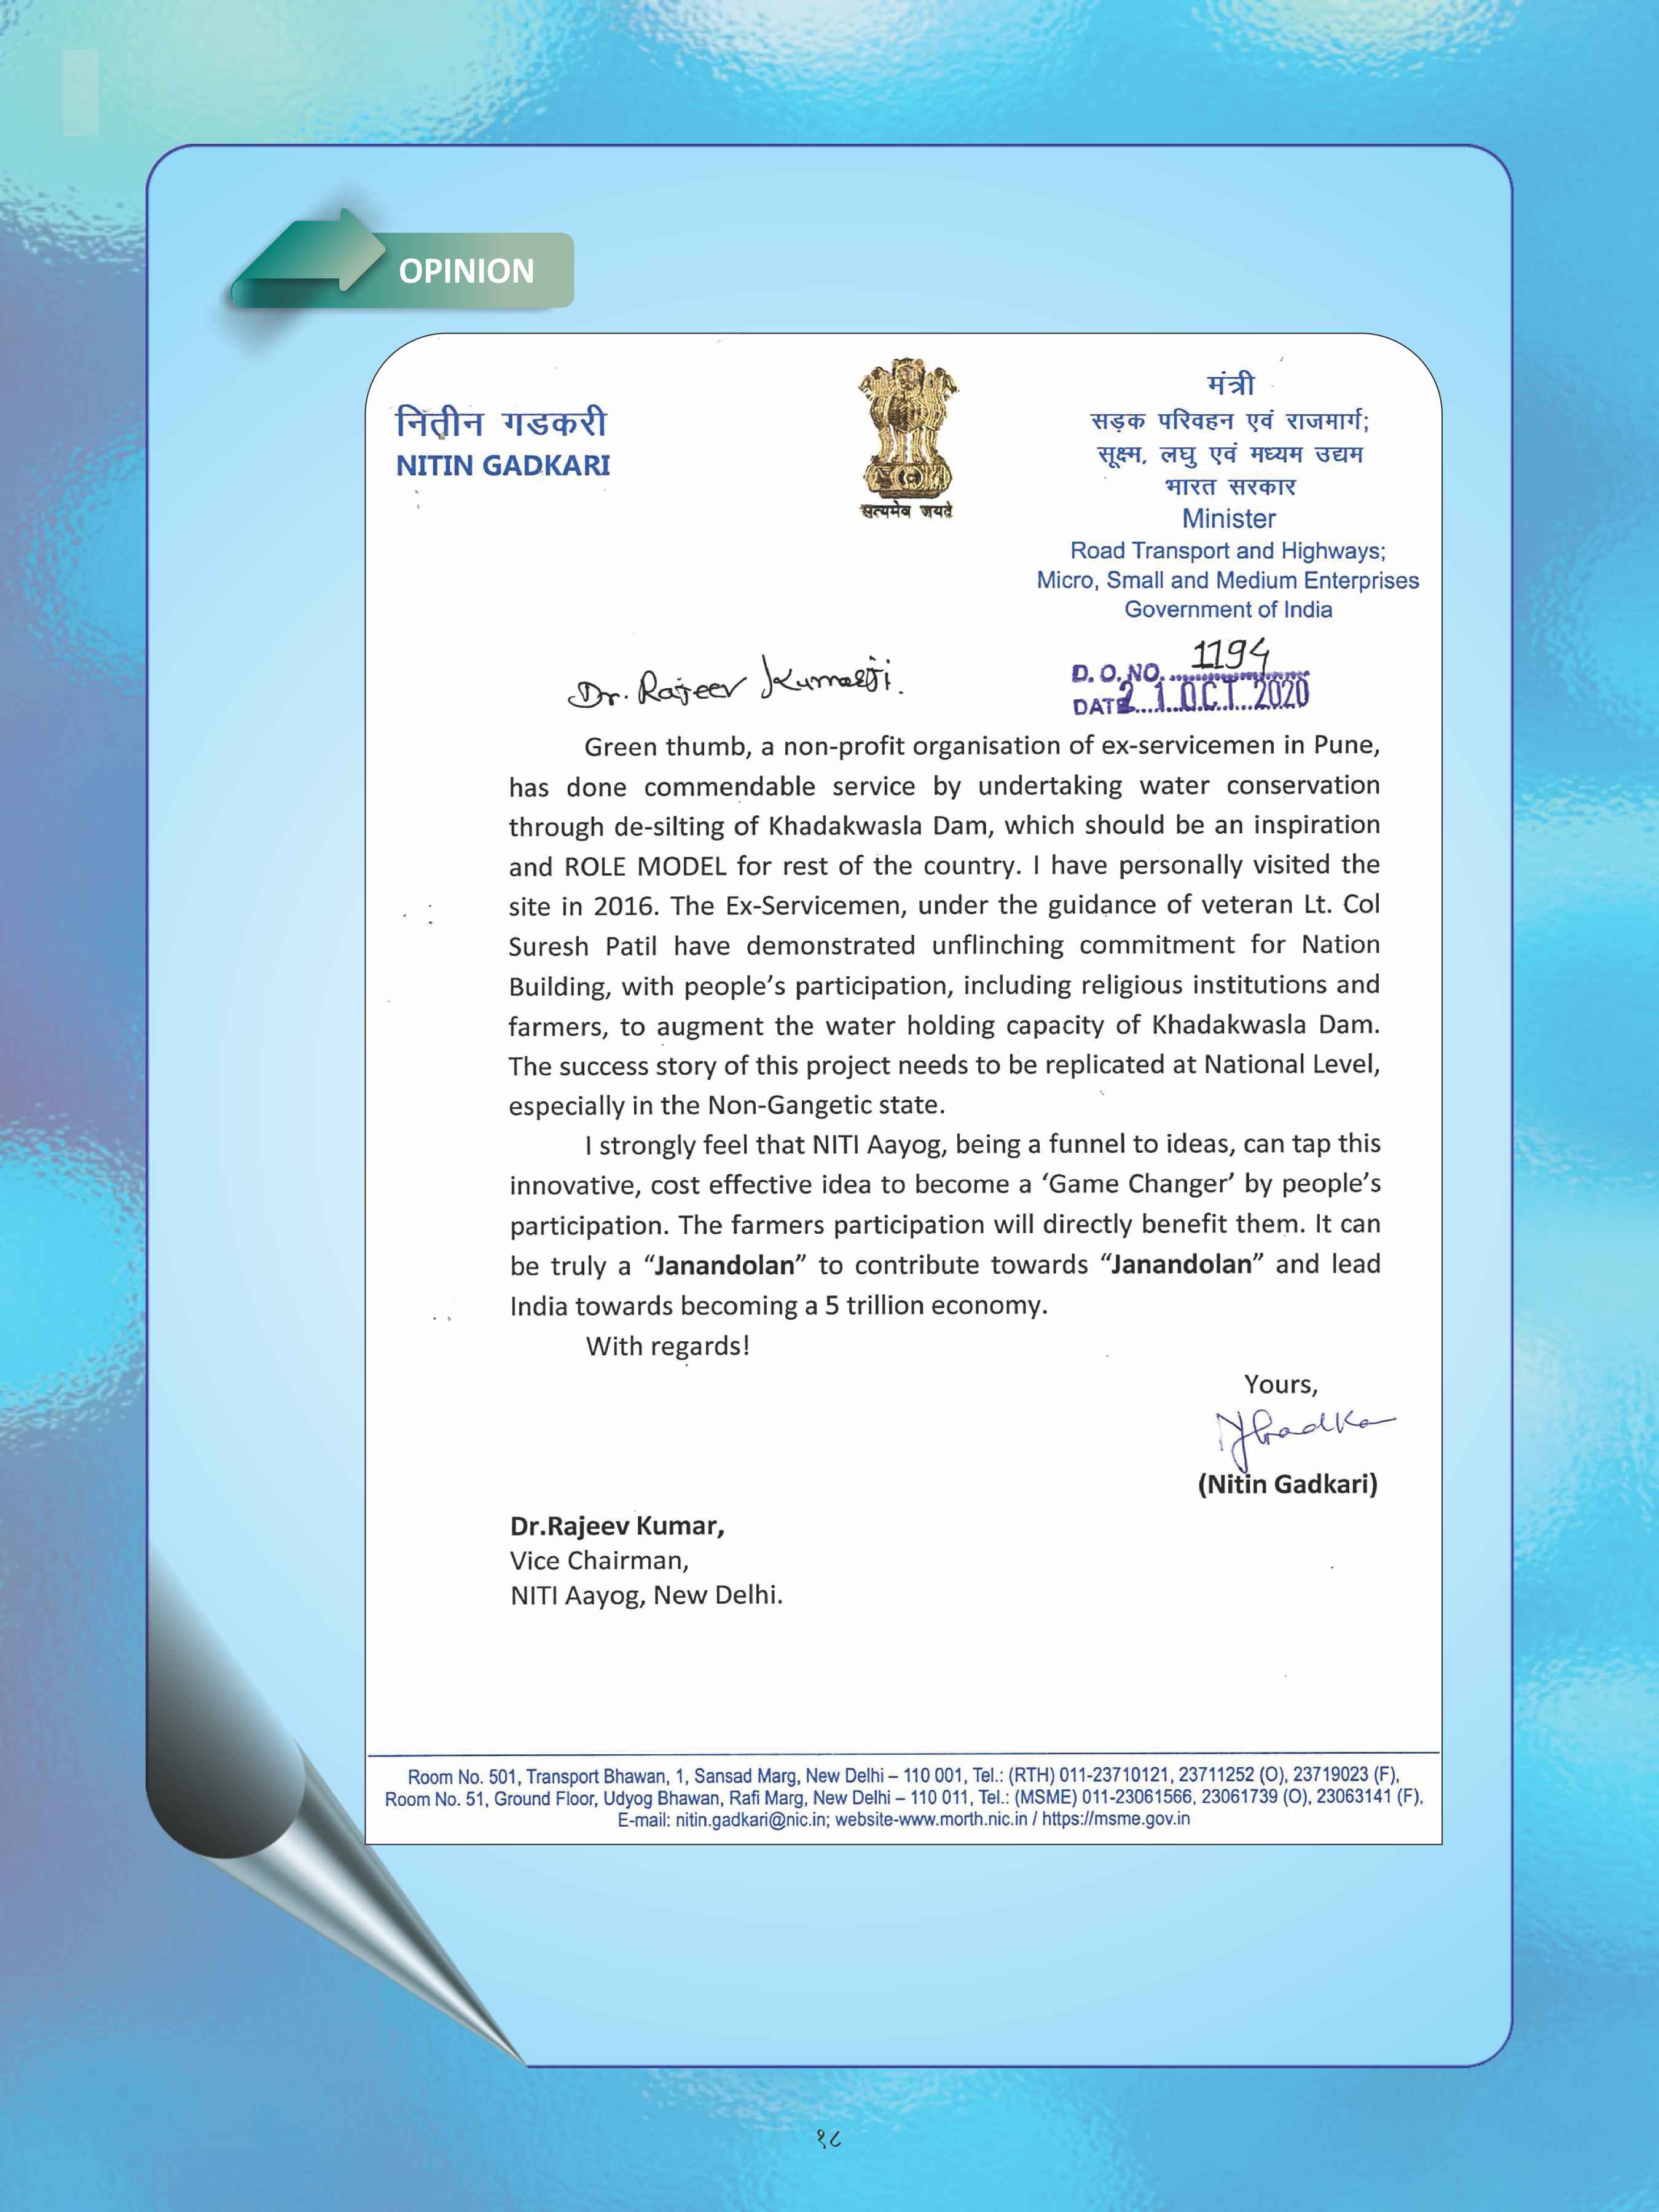 OPINION
नितीन गडकरी
NITIN GADKARI
सत्यमेव जयते
मंत्री
सड़क परिवहन एवं राजमार्ग;
सूक्ष्म, लघु एवं मध्यम उद्यम
भारत सरकार
Minister
Road Transport and Highways;
Micro, Small and Medium Enterprises
Government of India
D. O. NO. 1194
DATE 21 OCT 2020
Dr. Rajeev Kumarji.
Green thumb, a non-profit organisation of ex-servicemen in Pune,
has done commendable service by undertaking water conservation
through de-silting of Khadakwasla Dam, which should be an inspiration
and ROLE MODEL for rest of the country. I have personally visited the
site in 2016. The Ex-Servicemen, under the guidance of veteran Lt. Col
Suresh Patil have demonstrated unflinching commitment for Nation
Building, with people's participation, including religious institutions and
farmers, to augment the water holding capacity of Khadakwasla Dam.
The success story of this project needs to be replicated at National Level,
especially in the Non-Gangetic state.
I strongly feel that NITI Aayog, being a funnel to ideas, can tap this
innovative, cost effective idea to become a ‘Game Changer’ by people’s
participation. The farmers participation will directly benefit them. It can
be truly a “Janandolan” to contribute towards “Janandolan” and lead
India towards becoming a 5 trillion economy.
With regards!
Yours,
(Nitin Gadkari)
Dr.Rajeev Kumar,
Vice Chairman,
NITI Aayog, New Delhi.
Room No. 501, Transport Bhawan, 1, Sansad Marg, New Delhi – 110 001, Tel.: (RTH) 011-23710121, 23711252 (O), 23719023 (F),
Room No. 51, Ground Floor, Udyog Bhawan, Rafi Marg, New Delhi – 110 011, Tel.: (MSME) 011-23061566, 23061739 (O), 23063141 (F),
E-mail: nitin.gadkari@nic.in; website-www.morth.nic.in / https://msme.gov.in
१८